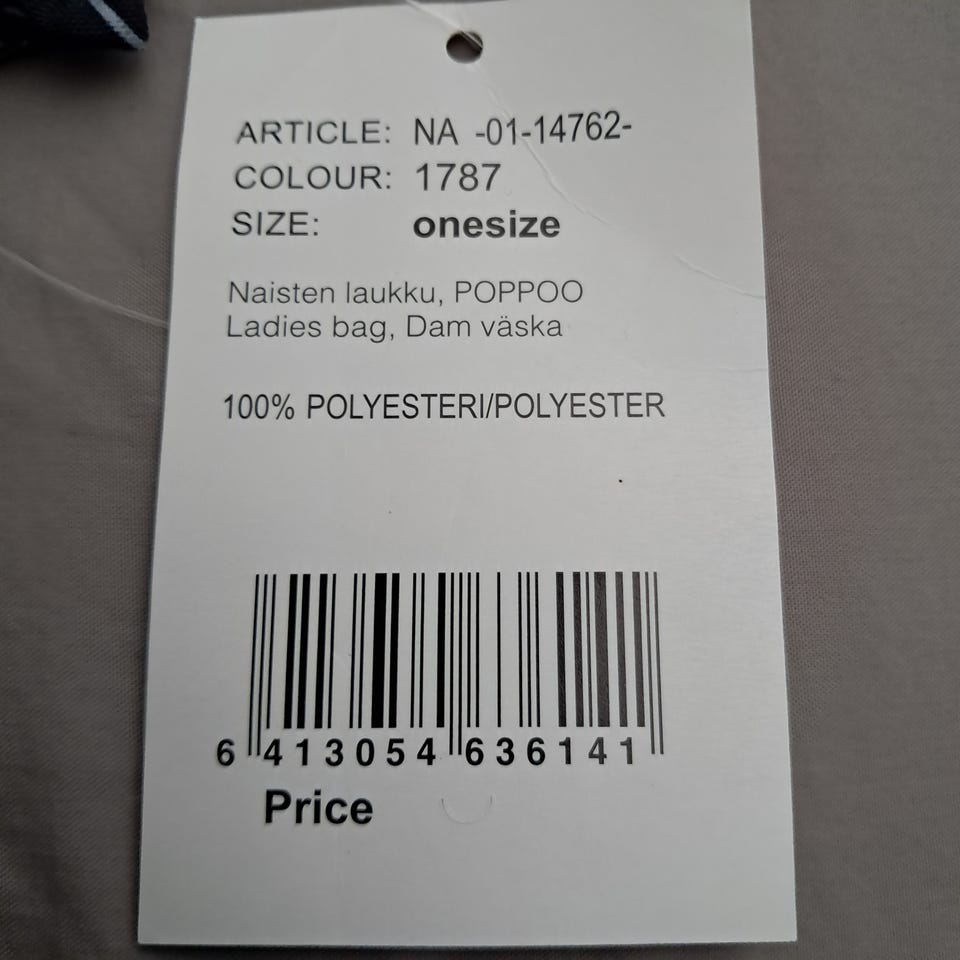 ARTICLE: NA -01-14762-
COLOUR: 1787
SIZE: onesize
Naisten laukku, POPPOO
Ladies bag, Dam väska
100% POLYESTERI/POLYESTER
6 413054 636141
Price